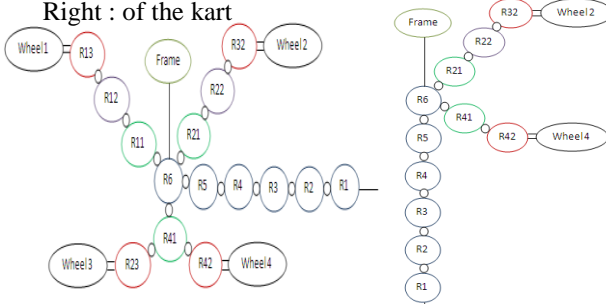 Right : of the kart
Wheel1
R13
R12
R11
Frame
R32
Wheel2
R22
R21
R6
R5
R4
R3
R2
R1
R41
Wheel3
R23
R42
Wheel4
Frame
R32
Wheel2
R22
R21
R6
R41
R42
Wheel4
R5
R4
R3
R2
R1